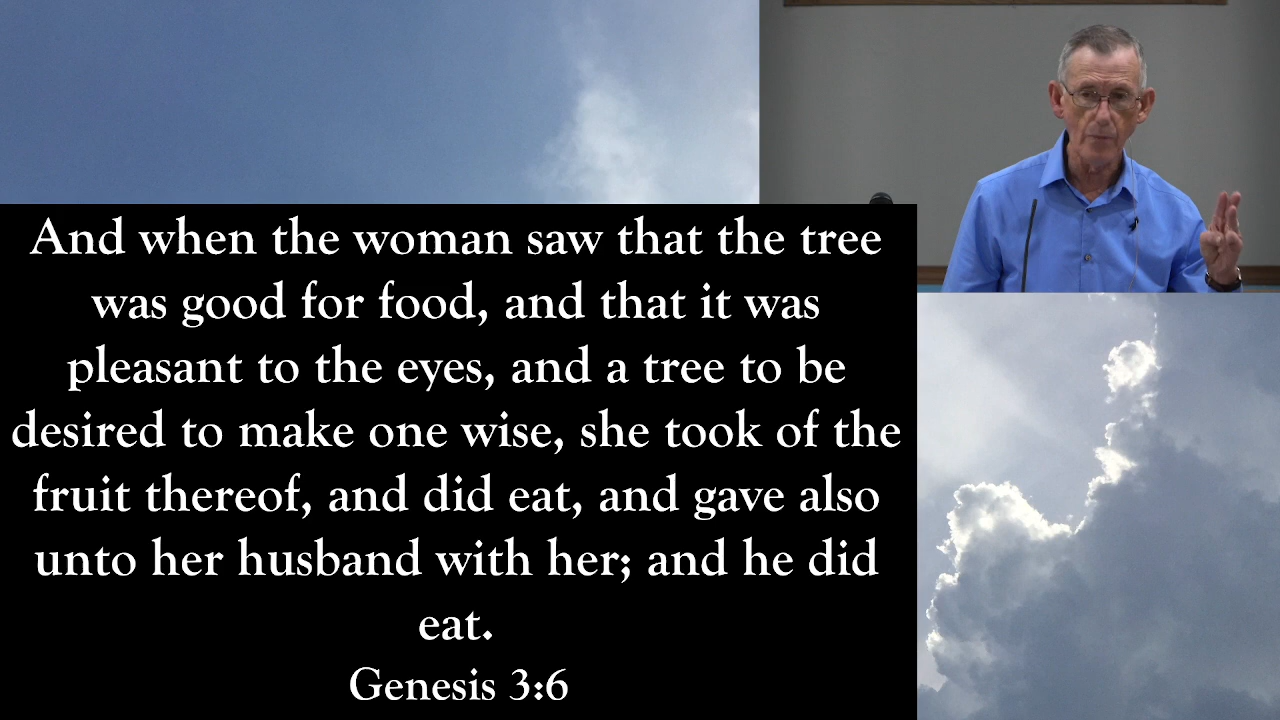 And when the woman saw that the tree
was good for food, and that it was
pleasant to the eyes, and a tree to be
desired to make one wise, she took of the
fruit thereof, and did eat, and gave also
unto her husband with her; and he did
eat.
Genesis 3:6